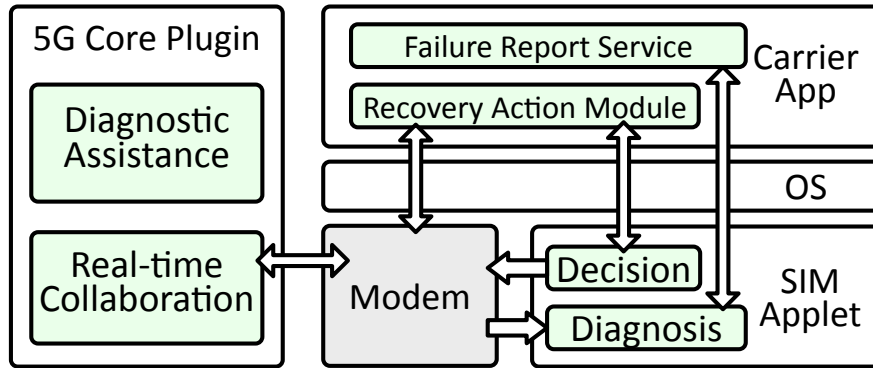 5G Core Plugin
Diagnostic
Assistance
Real-time
Collaboration
Failure Report Service
Recovery Action Module
Carrier
App
OS
Modem
Decision
Diagnosis
SIM
Applet